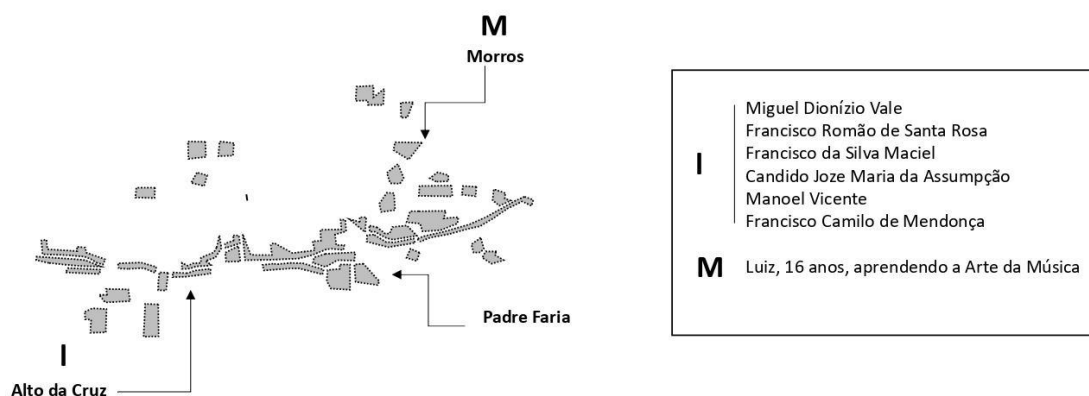 M
Morros
Padre Faria
I
Alto da Cruz
I
Miguel Dionízio Vale
Francisco Romão de Santa Rosa
Francisco da Silva Maciel
Candido Joze Maria da Assumpção
Manoel Vicente
Francisco Camilo de Mendonça
M Luiz, 16 anos, aprendendo a Arte da Música